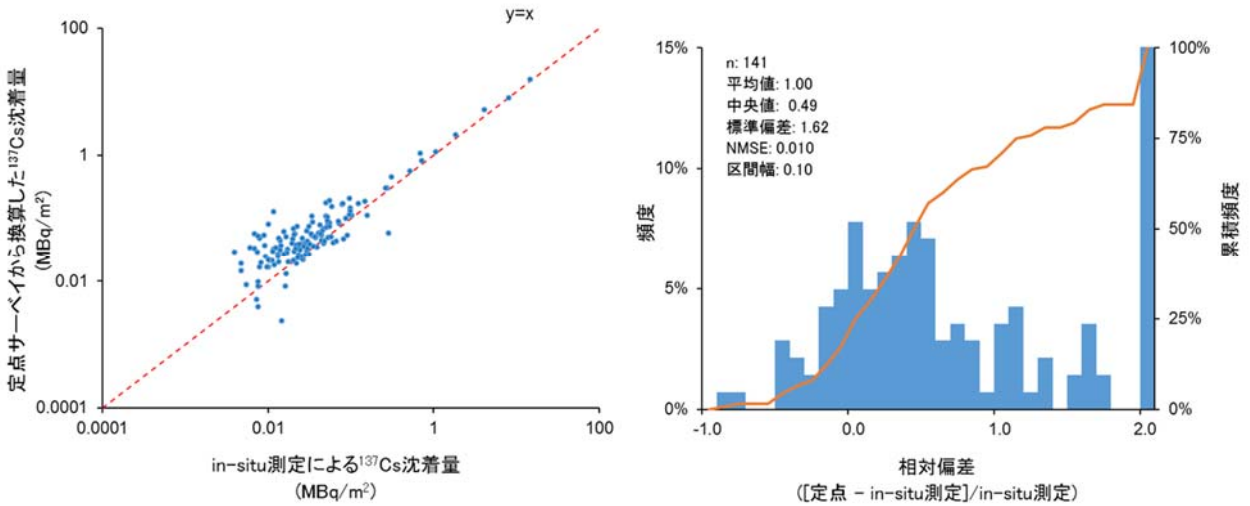 y=x
100
1
0.01
0.0001
0.0001
0.01
1
100
定点サーベイから換算した¹³⁷Cs沈着量
(MBq/m²)
in-situ測定による¹³⁷Cs沈着量
(MBq/m²)
n: 141
平均値: 1.00
中央値: 0.49
標準偏差: 1.62
NMSE: 0.010
区間幅: 0.10
15%
10%
5%
0%
頻度
100%
75%
50%
25%
0%
累積頻度
-1.0
0.0
1.0
2.0
相対偏差
([定点 − in-situ測定]/in-situ測定)